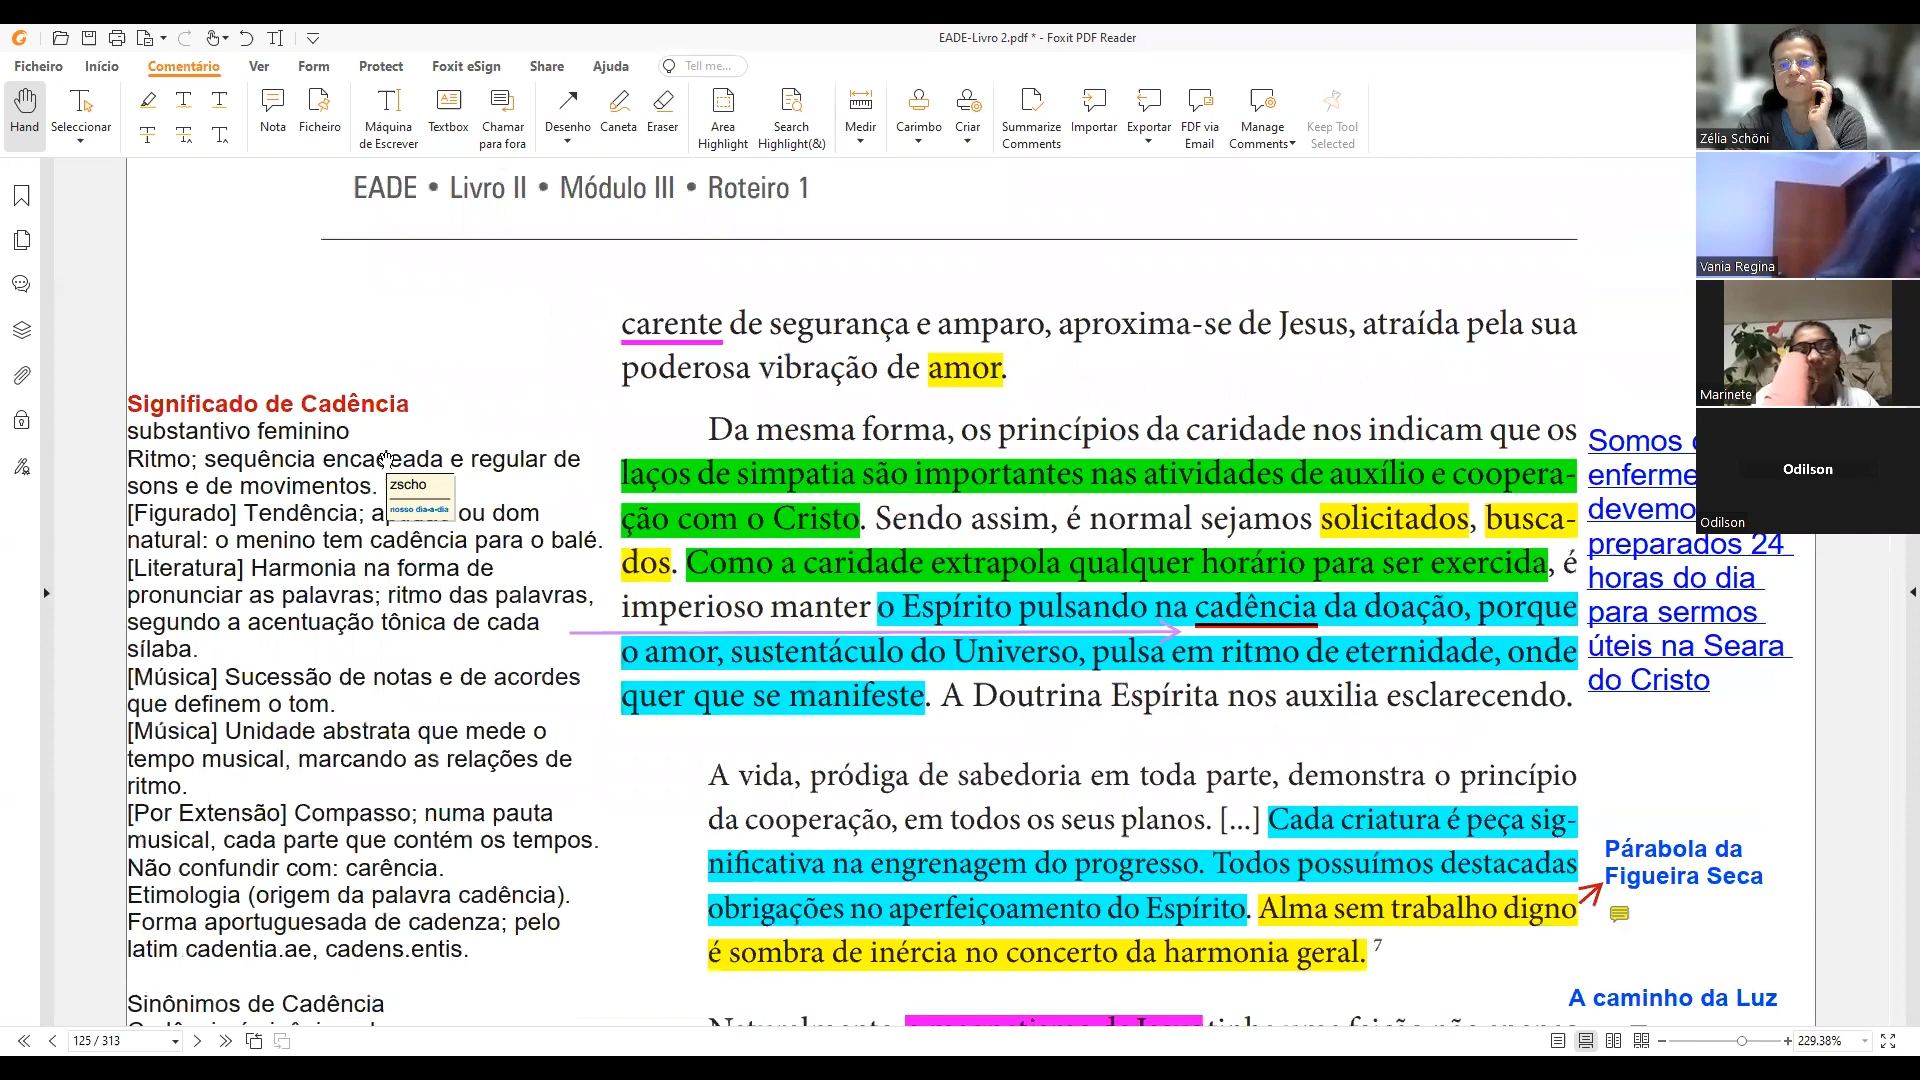 EADE-Livro 2.pdf * - Foxit PDF Reader
Ficheiro Início Comentário Ver Form Protect Foxit eSign Share Ajuda Tell me...
Hand Seleccionar Nota Ficheiro Máquina de Escrever Textbox Chamar para fora Desenho Caneta Eraser Area Highlight Search Highlight(&) Medir Carimbo Criar Summarize Comments Importar Exportar FDF via Email Manage Comments Keep Tool Selected
EADE • Livro II • Módulo III • Roteiro 1
carente de segurança e amparo, aproxima-se de Jesus, atraída pela sua
poderosa vibração de amor.
Da mesma forma, os princípios da caridade nos indicam que os
laços de simpatia são importantes nas atividades de auxílio e coopera-
ção com o Cristo. Sendo assim, é normal sejamos solicitados, busca-
dos. Como a caridade extrapola qualquer horário para ser exercida, é
imperioso manter o Espírito pulsando na cadência da doação, porque
o amor, sustentáculo do Universo, pulsa em ritmo de eternidade, onde
quer que se manifeste. A Doutrina Espírita nos auxilia esclarecendo.
A vida, pródiga de sabedoria em toda parte, demonstra o princípio
da cooperação, em todos os seus planos. [...] Cada criatura é peça sig-
nificativa na engrenagem do progresso. Todos possuímos destacadas
obrigações no aperfeiçoamento do Espírito. Alma sem trabalho digno
é sombra de inércia no concerto da harmonia geral. 7
Significado de Cadência
substantivo feminino
Ritmo; sequência encadeada e regular de
sons e de movimentos.
[Figurado] Tendência; ou dom
natural: o menino tem cadência para o balé.
[Literatura] Harmonia na forma de
pronunciar as palavras; ritmo das palavras,
segundo a acentuação tônica de cada
sílaba.
[Música] Sucessão de notas e de acordes
que definem o tom.
[Música] Unidade abstrata que mede o
tempo musical, marcando as relações de
ritmo.
[Por Extensão] Compasso; numa pauta
musical, cada parte que contém os tempos.
Não confundir com: carência.
Etimologia (origem da palavra cadência).
Forma aportuguesada de cadenza; pelo
latim cadentia.ae, cadens.entis.
Sinônimos de Cadência
zscho
nosso dia-a-dia
Somos
enferme
devemo
preparados 24
horas do dia
para sermos
úteis na Seara
do Cristo
Párabola da
Figueira Seca
A caminho da Luz
Zélia Schöni
Vania Regina
Marinete
Odilson
Odilson
125 / 313
229.38%